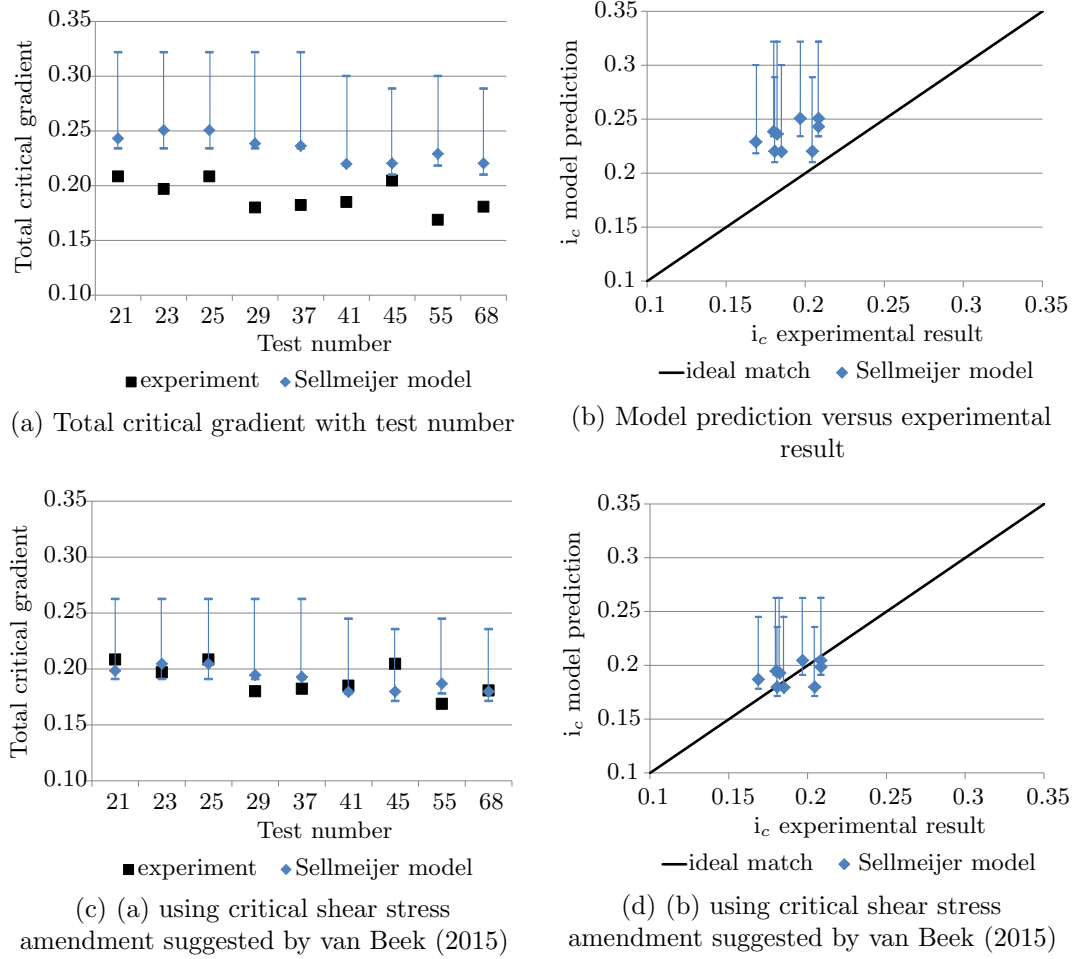 0.35
0.30
0.25
0.20
0.15
0.10
Total critical gradient
21 23 25 29 37 41 45 55 68
Test number
experiment Sellmeijer model
(a) Total critical gradient with test number
0.35
0.3
0.25
0.2
0.15
0.1
i_c model prediction
0.1 0.15 0.2 0.25 0.3 0.35
i_c experimental result
ideal match Sellmeijer model
(b) Model prediction versus experimental
result
0.35
0.30
0.25
0.20
0.15
0.10
Total critical gradient
21 23 25 29 37 41 45 55 68
Test number
experiment Sellmeijer model
(c) (a) using critical shear stress
amendment suggested by van Beek (2015)
0.35
0.3
0.25
0.2
0.15
0.1
i_c model prediction
0.1 0.15 0.2 0.25 0.3 0.35
i_c experimental result
ideal match Sellmeijer model
(d) (b) using critical shear stress
amendment suggested by van Beek (2015)